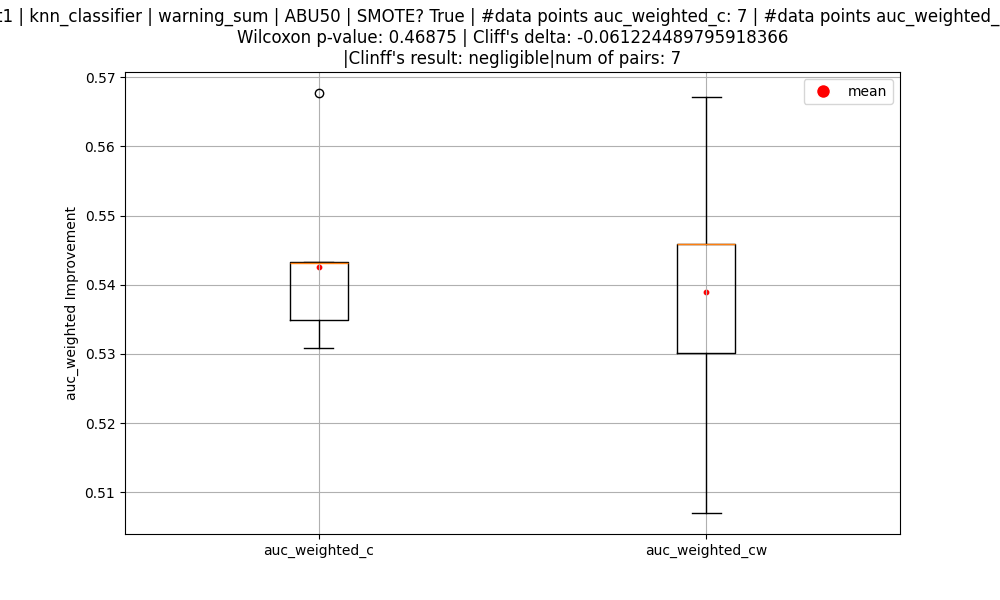 | knn_classifier | warning_sum | ABU50 | SMOTE? True | #data points auc_weighted_c: 7 | #data points
Wilcoxon p-value: 0.46875 | Cliff's delta: -0.061224489795918366
|Clinff's result: negligible|num of pairs: 7
0.57
mean
0.56
0.55
0.54
0.53
0.52
0.51
auc_weighted Improvement
auc_weighted_c
auc_weighted_cw